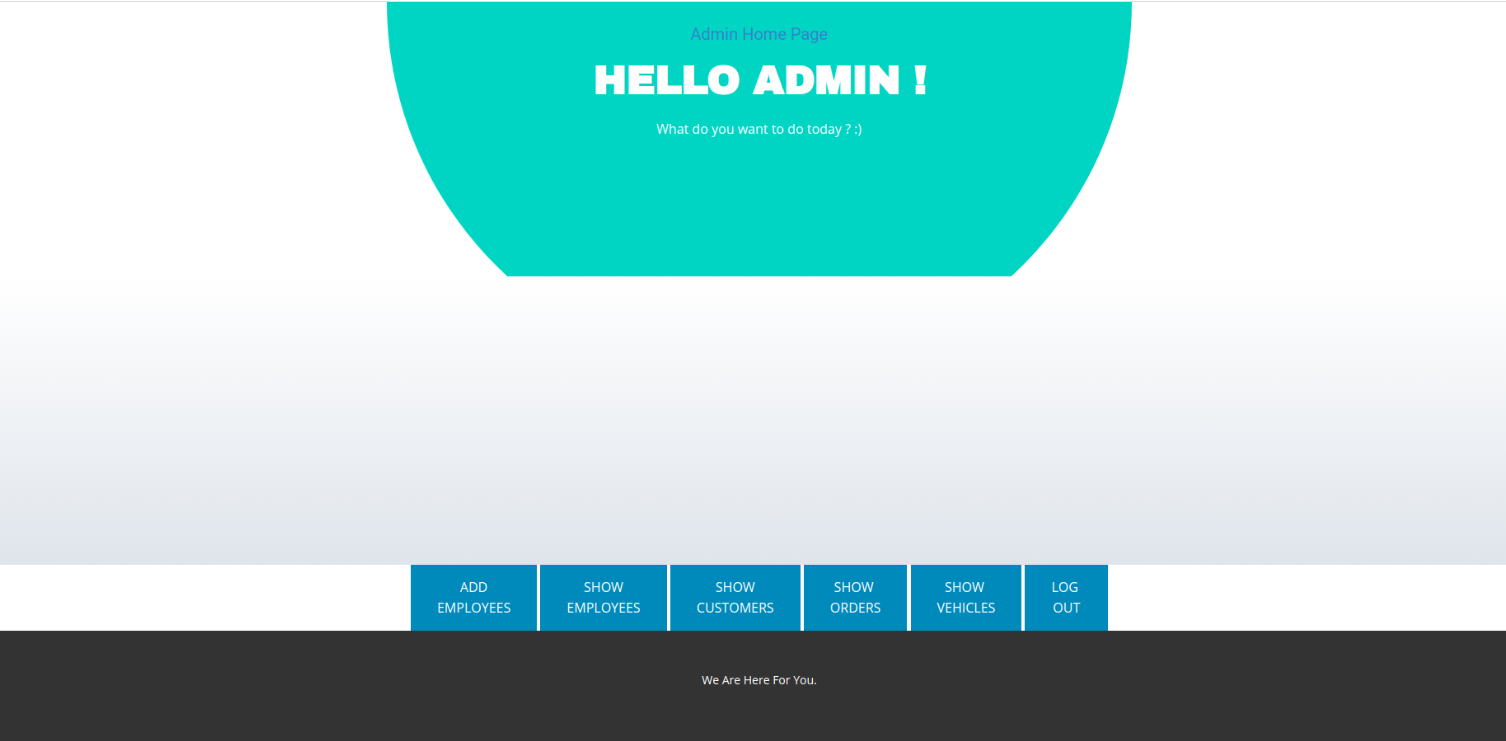 Admin Home Page
HELLO ADMIN !
What do you want to do today ? :)
ADD
EMPLOYEES
SHOW
EMPLOYEES
SHOW
CUSTOMERS
SHOW
ORDERS
SHOW
VEHICLES
LOG
OUT
We Are Here For You.